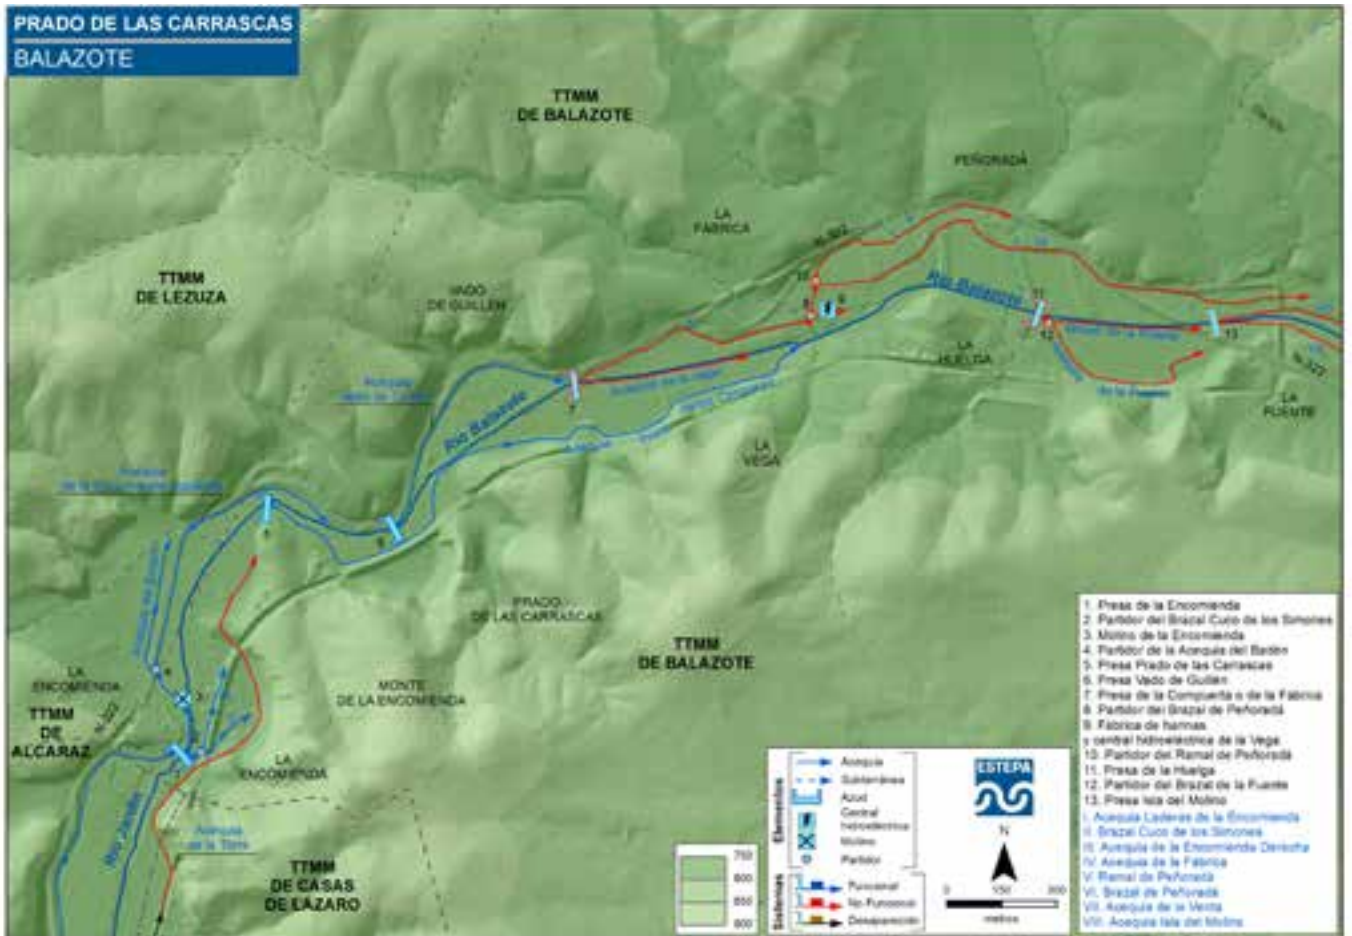 PRADO DE LAS CARRASCAS
BALAZOTE
TTMM
DE BALAZOTE
PEÑORADÁ
LA
FÁBRICA
TTMM
DE LEZUZA
VADO
DE GUILLÉN
N-322
Río Balazote
LA
HUELGA
N-322
LA
FUENTE
de la Fuente
Río Balazote
LA
VEGA
PRADO
DE LAS CARRASCAS
TTMM
DE BALAZOTE
LA
ENCOMIENDA
TTMM
DE
ALCARAZ
N-322
MONTE
DE LA ENCOMIENDA
LA
ENCOMIENDA
Río Jardín
Acequia
de la Torre
TTMM
DE CASAS
DE LÁZARO
1. Presa de la Encomienda
2. Partidor del Brazal Cuco de los Simones
3. Molino de la Encomienda
4. Partidor de la Acequia del Batán
5. Presa Prado de las Carrascas
6. Presa Vado de Guillén
7. Presa de la Compuerta o de la Fábrica
8. Partidor del Brazal de Peñoradá
9. Fábrica de harinas
y central hidroeléctrica de la Vega
10. Partidor del Ramal de Peñoradá
11. Presa de la Huelga
12. Partidor del Brazal de la Fuente
13. Presa Isla del Molino
I. Acequia Laderas de la Encomienda
II. Brazal Cuco de los Simones
III. Acequia de la Encomienda Derecha
IV. Acequia de la Fábrica
V. Ramal de Peñoradá
VI. Brazal de Peñoradá
VII. Acequia de la Venta
VIII. Acequia Isla del Molino
Elementos
Acequia
Subterránea
Azud
Central
hidroeléctrica
Molino
Partidor
Sistemas
Funcional
No Funcional
Desaparecido
ESTEPA
N
0 150 300
metros